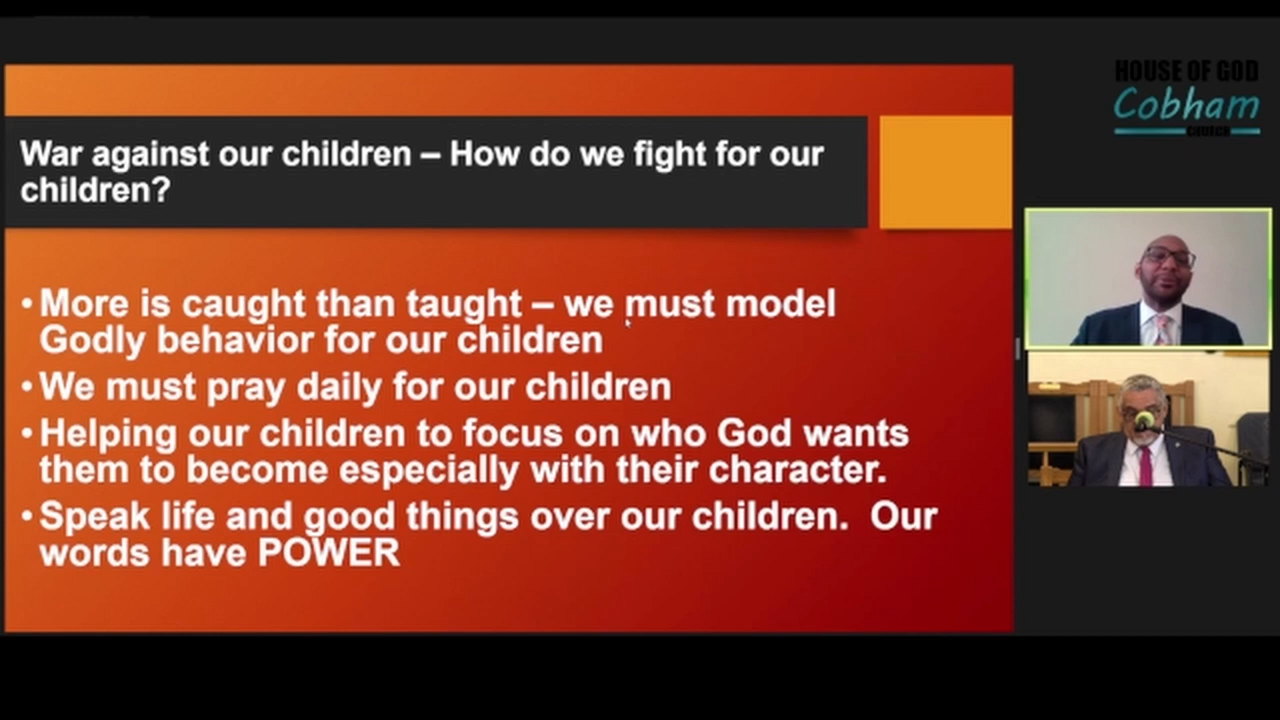 HOUSE OF GOD
Cobham
CHURCH
War against our children – How do we fight for our
children?
• More is caught than taught – we must model
Godly behavior for our children
• We must pray daily for our children
• Helping our children to focus on who God wants
them to become especially with their character.
• Speak life and good things over our children.  Our
words have POWER